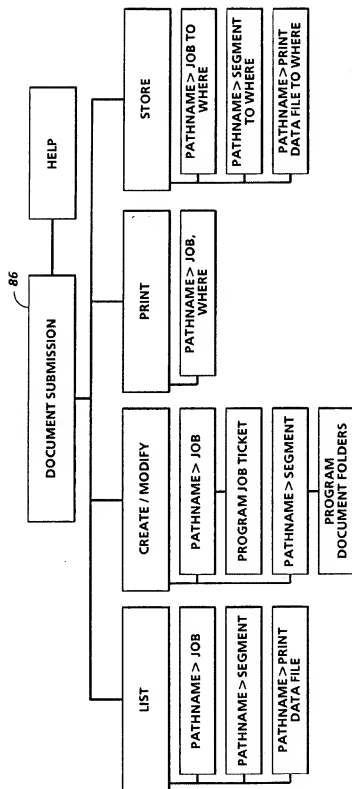 86
DOCUMENT SUBMISSION
HELP
LIST
PATHNAME> JOB
PATHNAME> SEGMENT
PATHNAME>PRINT
DATA FILE
CREATE / MODIFY
PATHNAME> JOB
PROGRAM JOB TICKET
PATHNAME> SEGMENT
PROGRAM
DOCUMENT FOLDERS
PRINT
PATHNAME> JOB,
WHERE
STORE
PATHNAME> JOB TO
WHERE
PATHNAME> SEGMENT
TO WHERE
PATHNAME>PRINT
DATA FILE TO WHERE